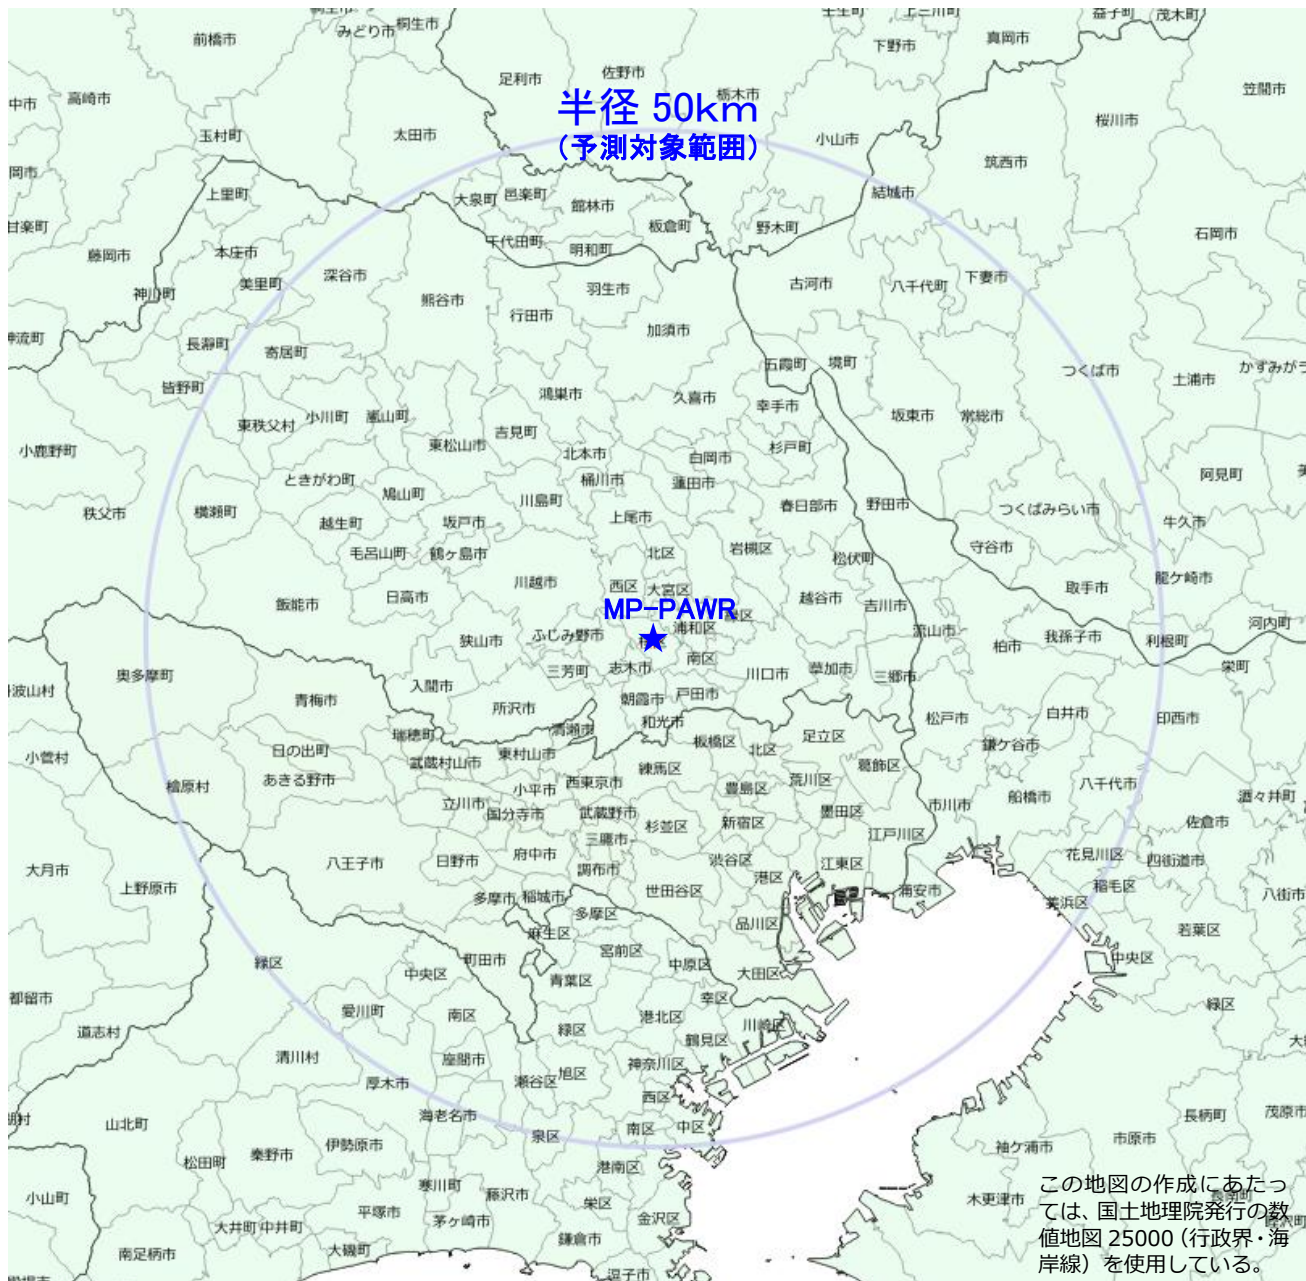 桐生市
みどり市
前橋市
壬生町
上三川町
益子町
茂木町
下野市
真岡市
足利市
佐野市
栃木市
笠間市
中市
高崎市
半径 50km
(予測対象範囲)
玉村町
太田市
小山市
桜川市
筑西市
岡市
上里町
大泉町
邑楽町
館林市
板倉町
結城市
甘楽町
藤岡市
本庄市
千代田町
明和町
野木町
石岡市
神川町
美里町
深谷市
熊谷市
羽生市
古河市
八千代町
下妻市
行田市
加須市
神流町
長瀞町
寄居町
五霞町
境町
つくば市
土浦市
かすみがう
皆野町
鴻巣市
久喜市
幸手市
坂東市
常総市
東秩父村
小川町
嵐山町
東松山市
吉見町
小鹿野町
北本市
白岡市
杉戸町
ときがわ町
鳩山町
桶川市
蓮田市
阿見町
秩父市
横瀬町
越生町
坂戸市
川島町
上尾市
春日部市
野田市
つくばみらい市
牛久市
毛呂山町
鶴ヶ島市
北区
岩槻区
松伏町
守谷市
飯能市
日高市
川越市
西区
大宮区
越谷市
吉川市
取手市
龍ケ崎市
MP-PAWR
緑区
狭山市
ふじみ野市
桜区
浦和区
流山市
柏市
我孫子市
利根町
河内町
奥多摩町
三芳町
志木市
南区
川口市
草加市
三郷市
栄町
丹波山村
青梅市
入間市
所沢市
朝霞市
戸田市
松戸市
白井市
印西市
瑞穂町
清瀬市
和光市
板橋区
北区
足立区
小菅村
日の出町
武蔵村山市
東村山市
鎌ケ谷市
檜原村
あきる野市
小平市
西東京市
練馬区
豊島区
荒川区
葛飾区
船橋市
八千代市
酒々井町
立川市
国分寺市
武蔵野市
杉並区
新宿区
墨田区
市川市
佐倉市
大月市
上野原市
八王子市
日野市
府中市
三鷹市
調布市
渋谷区
江戸川区
花見川区
四街道市
多摩市
稲城市
世田谷区
港区
江東区
浦安市
稲毛区
八街市
多摩区
品川区
美浜区
若葉区
緑区
麻生区
宮前区
中原区
大田区
中央区
都留市
中央区
町田市
青葉区
道志村
愛川町
南区
緑区
港北区
幸区
川崎区
緑区
清川村
座間市
旭区
鶴見区
厚木市
瀬谷区
神奈川区
山北町
海老名市
西区
長柄町
茂原市
松田町
秦野市
伊勢原市
泉区
南区
中区
袖ケ浦市
市原市
小山町
寒川町
藤沢市
港南区
木更津市
長南町
平塚市
茅ヶ崎市
栄区
金沢区
大井町
中井町
南足柄市
大磯町
鎌倉市
逗子市
この地図の作成にあたっ
ては、国土地理院発行の数
値地図 25000（行政界・海
岸線）を使用している。